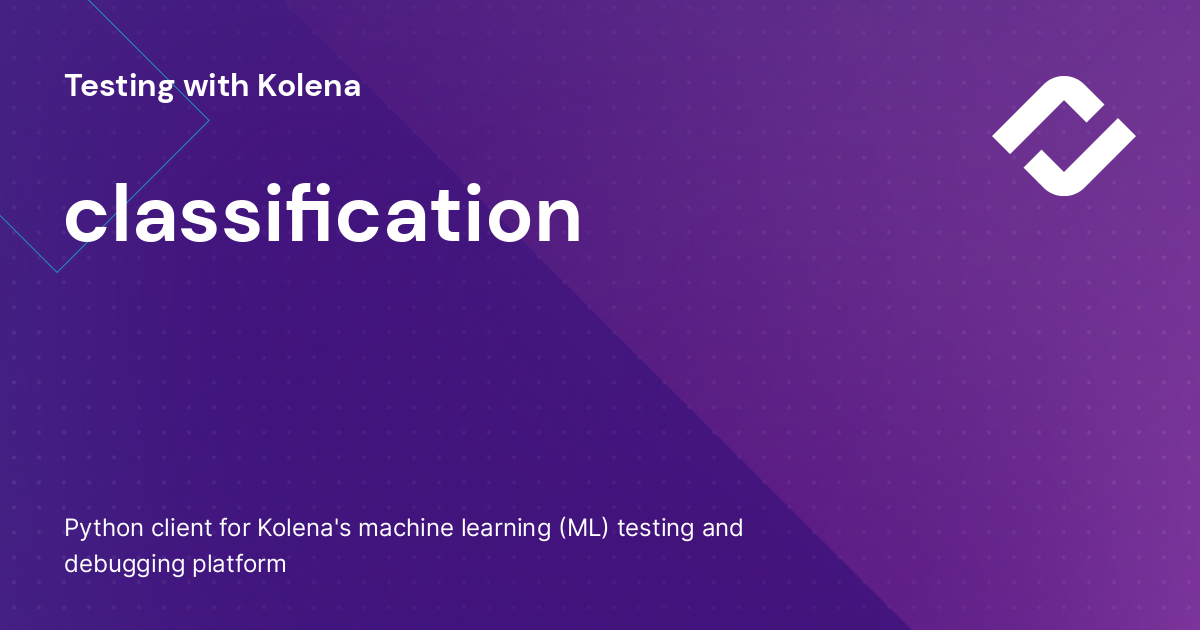 Testing with Kolena
classification
Python client for Kolena's machine learning (ML) testing and
debugging platform